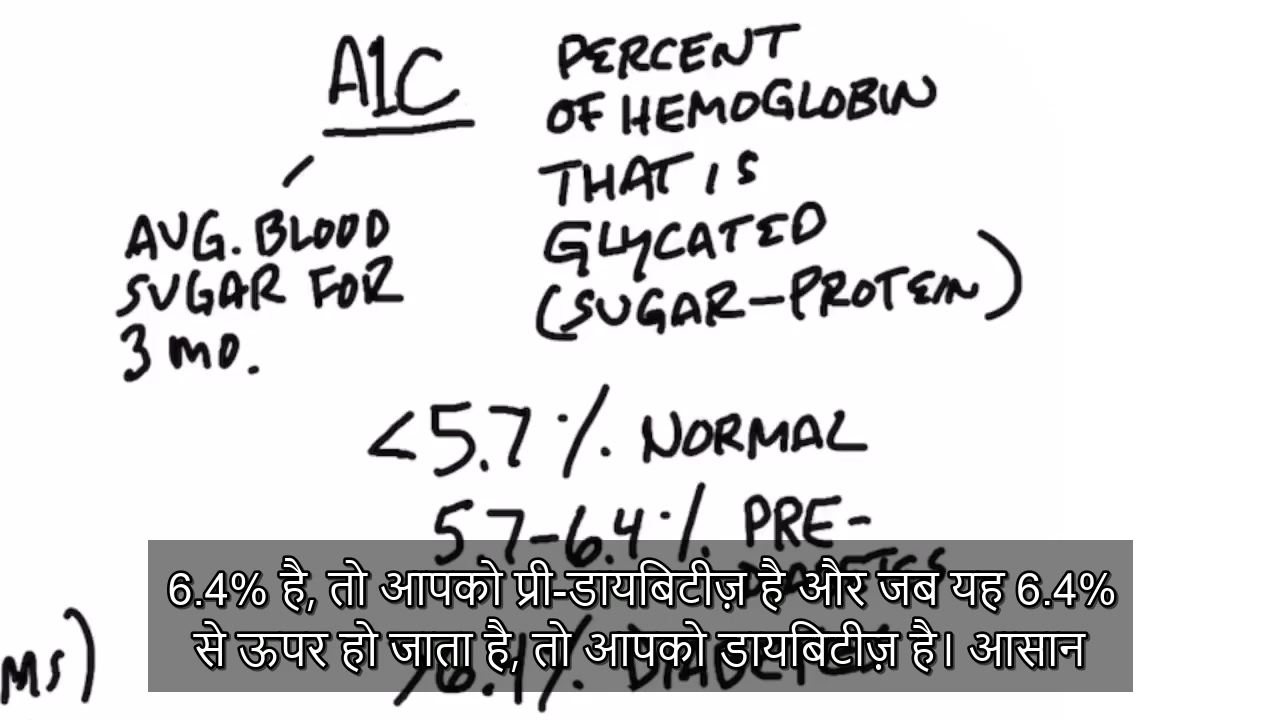 A1C
AVG. BLOOD
SUGAR FOR
3 MO.
PERCENT
OF HEMOGLOBIN
THAT IS
GLYCATED
(SUGAR-PROTEIN)
<5.7% NORMAL
5.7-6.4% PRE-
6.4% है, तो आपको प्री-डायबिटीज़ है और जब यह 6.4%
से ऊपर हो जाता है, तो आपको डायबिटीज़ है। आसान
MS)